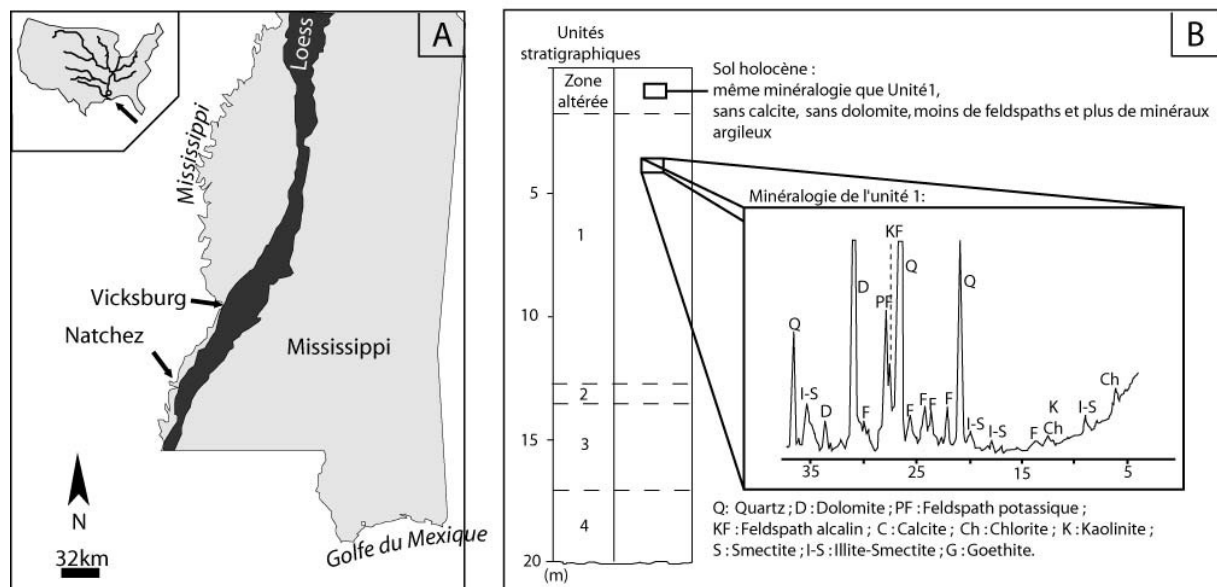 A
Loess
Mississippi
Vicksburg
Natchez
Mississippi
N
32km
Golfe du Mexique
B
Unités
stratigraphiques
Zone
altérée
Sol holocène :
même minéralogie que Unité1,
sans calcite, sans dolomite, moins de feldspaths et plus de minéraux
argileux
5
1
10
2
3
15
4
20
(m)
Minéralogie de l'unité 1:
KF
D
Q
Q
PF
Q
I-S
D
F
F
F
F
F
I-S
I-S
F
K
Ch
I-S
Ch
35
25
15
5
Q: Quartz ; D : Dolomite ; PF : Feldspath potassique ;
KF : Feldspath alcalin ; C : Calcite ; Ch : Chlorite ; K : Kaolinite ;
S : Smectite ; I-S : Illite-Smectite ; G : Goethite.